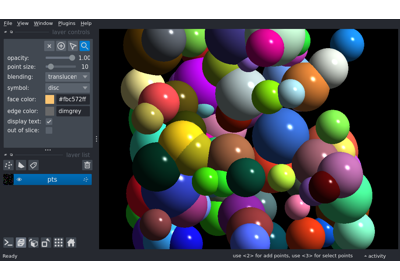 File View Window Plugins Help
layer controls
opacity: 1.00
point size: 10
blending: translucen
symbol: disc
face color: #fbc572ff
edge color: dimgrey
display text:
out of slice:
layer list
pts
Ready
use <2> for add points, use <3> for select points
activity